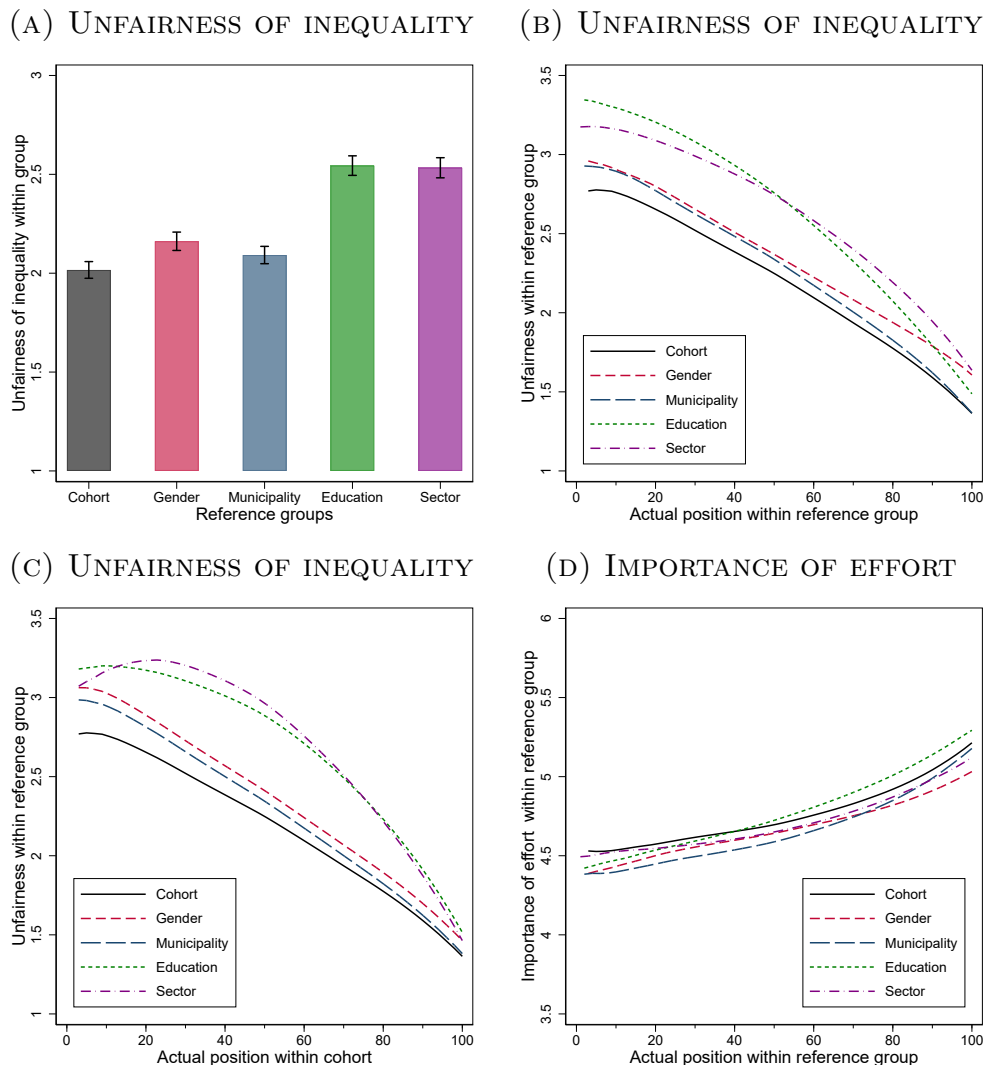 (A) UNFAIRNESS OF INEQUALITY
Unfairness of inequality within group
3
2.5
2
1.5
1
Cohort Gender Municipality Education Sector
Reference groups
(B) UNFAIRNESS OF INEQUALITY
Unfairness within reference group
3.5
3
2.5
2
1.5
1
Cohort
Gender
Municipality
Education
Sector
0 20 40 60 80 100
Actual position within reference group
(C) UNFAIRNESS OF INEQUALITY
Unfairness within reference group
3.5
3
2.5
2
1.5
1
Cohort
Gender
Municipality
Education
Sector
0 20 40 60 80 100
Actual position within cohort
(D) IMPORTANCE OF EFFORT
Importance of effort within reference group
6
5.5
5
4.5
4
3.5
Cohort
Gender
Municipality
Education
Sector
0 20 40 60 80 100
Actual position within reference group